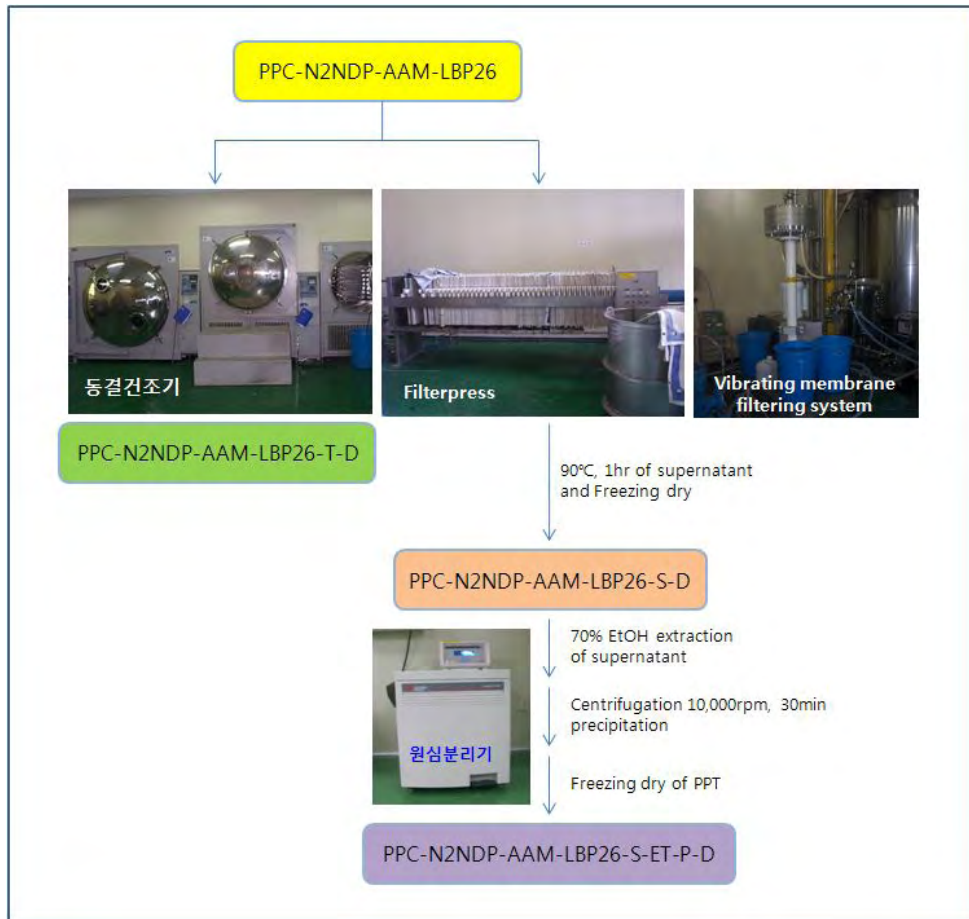 PPC-N2NDP-AAM-LBP26
동결건조기
Filterpress
Vibrating membrane
filtering system
PPC-N2NDP-AAM-LBP26-T-D
90℃, 1hr of supernatant
and Freezing dry
PPC-N2NDP-AAM-LBP26-S-D
70% EtOH extraction
of supernatant
원심분리기
Centrifugation 10,000rpm, 30min
precipitation
Freezing dry of PPT
PPC-N2NDP-AAM-LBP26-S-ET-P-D